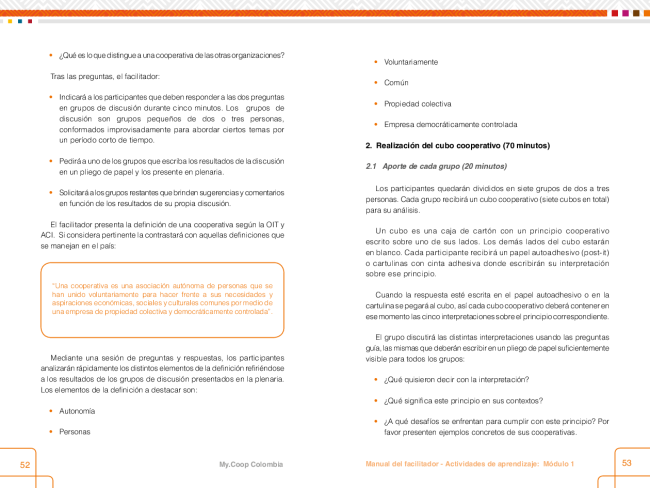 • ¿Qué es lo que distingue a una cooperativa de las otras organizaciones?
Tras las preguntas, el facilitador:
• Indicará a los participantes que deben responder a las dos preguntas
en grupos de discusión durante cinco minutos. Los grupos de
discusión son grupos pequeños de dos o tres personas,
conformados improvisadamente para abordar ciertos temas por
un período corto de tiempo.
• Pedirá a uno de los grupos que escriba los resultados de la discusión
en un pliego de papel y los presente en plenaria.
• Solicitará a los grupos restantes que brinden sugerencias y comentarios
en función de los resultados de su propia discusión.
El facilitador presenta la definición de una cooperativa según la OIT y
ACI. Si considera pertinente la contrastará con aquellas definiciones que
se manejan en el país:
“Una cooperativa es una asociación autónoma de personas que se
han unido voluntariamente para hacer frente a sus necesidades y
aspiraciones económicas, sociales y culturales comunes por medio de
una empresa de propiedad colectiva y democráticamente controlada”.
Mediante una sesión de preguntas y respuestas, los participantes
analizarán rápidamente los distintos elementos de la definición refiriéndose
a los resultados de los grupos de discusión presentados en la plenaria.
Los elementos de la definición a destacar son:
• Autonomía
• Personas
52
My.Coop Colombia
• Voluntariamente
• Común
• Propiedad colectiva
• Empresa democráticamente controlada
2. Realización del cubo cooperativo (70 minutos)
2.1 Aporte de cada grupo (20 minutos)
Los participantes quedarán divididos en siete grupos de dos a tres
personas. Cada grupo recibirá un cubo cooperativo (siete cubos en total)
para su análisis.
Un cubo es una caja de cartón con un principio cooperativo
escrito sobre uno de sus lados. Los demás lados del cubo estarán
en blanco. Cada participante recibirá un papel autoadhesivo (post-it)
o cartulinas con cinta adhesiva donde escribirán su interpretación
sobre ese principio.
Cuando la respuesta esté escrita en el papel autoadhesivo o en la
cartulina se pegará al cubo, así cada cubo cooperativo deberá contener en
ese momento las cinco interpretaciones sobre el principio correspondiente.
El grupo discutirá las distintas interpretaciones usando las preguntas
guía, las mismas que deberán escribir en un pliego de papel suficientemente
visible para todos los grupos:
• ¿Qué quisieron decir con la interpretación?
• ¿Qué significa este principio en sus contextos?
• ¿A qué desafíos se enfrentan para cumplir con este principio? Por
favor presenten ejemplos concretos de sus cooperativas.
Manual del facilitador - Actividades de aprendizaje: Módulo 1
53